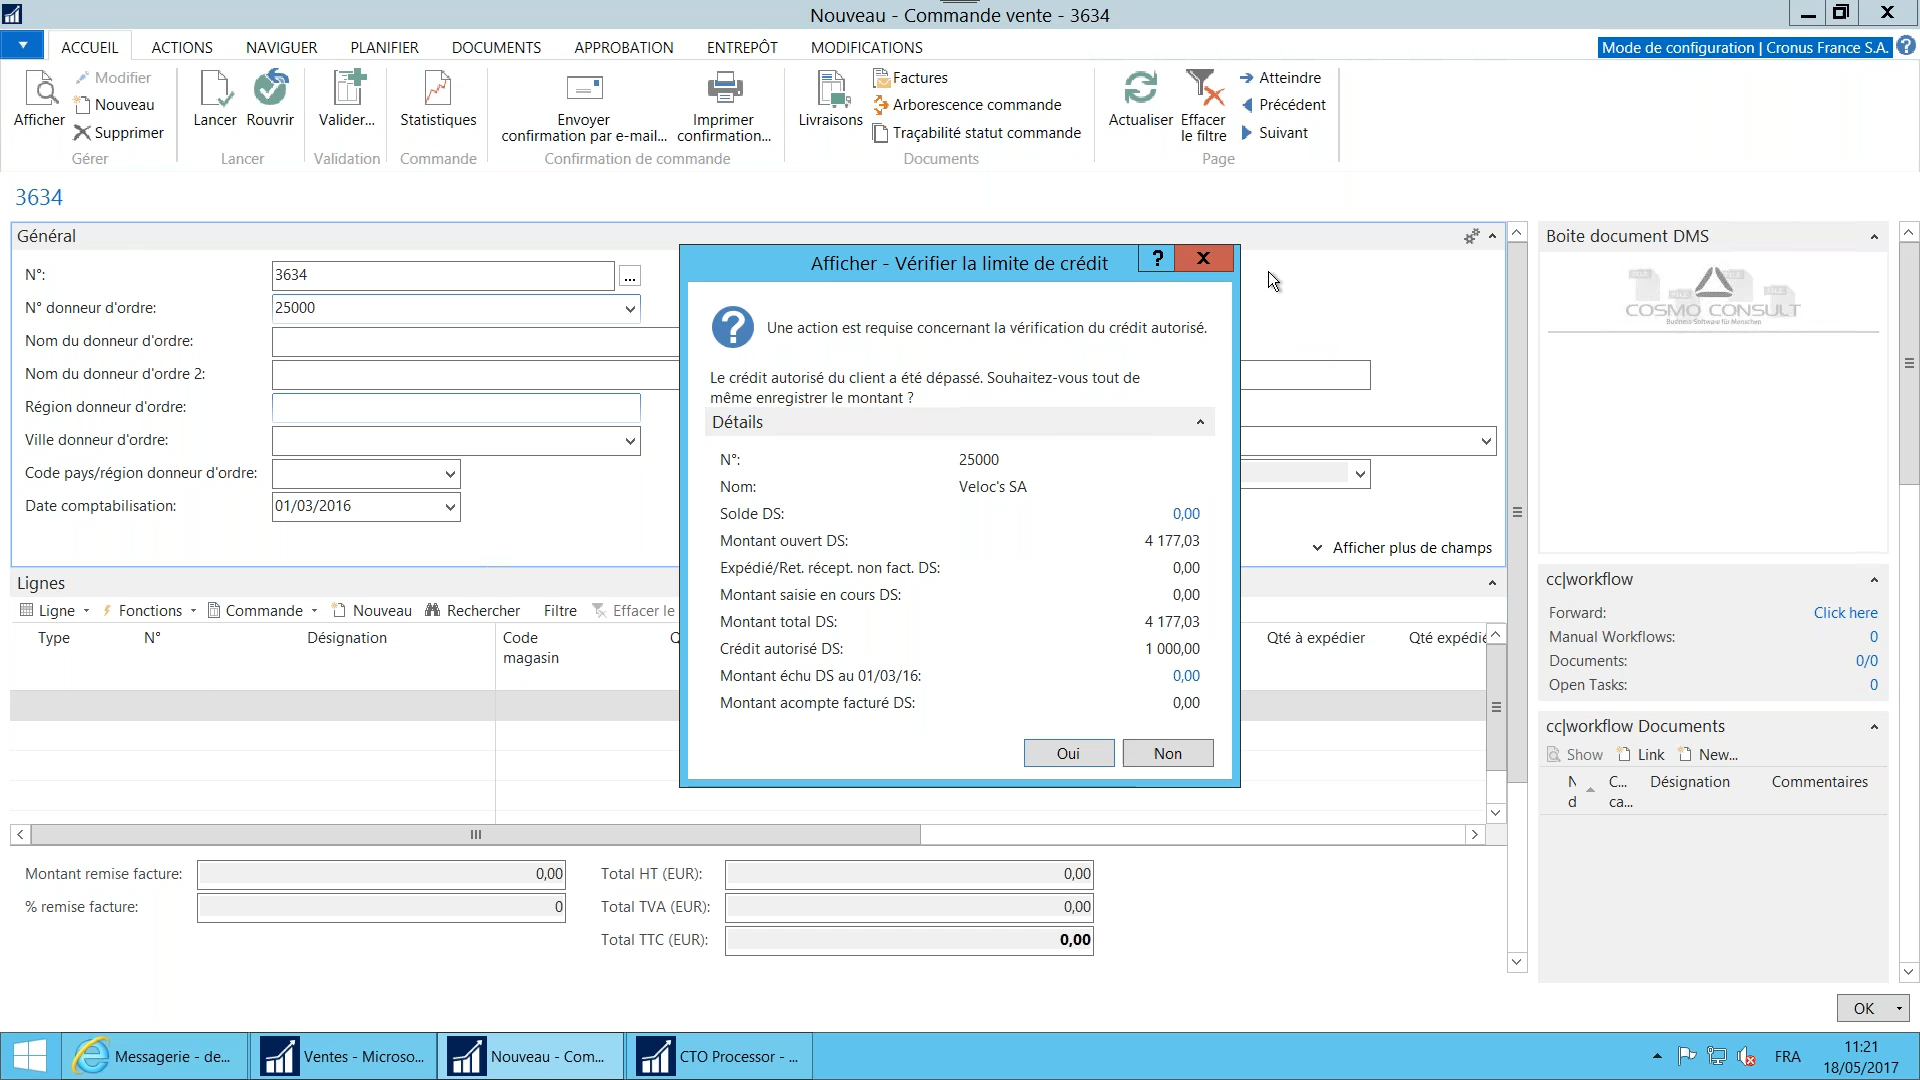 Nouveau - Commande vente - 3634
ACCUEIL ACTIONS NAVIGUER PLANIFIER DOCUMENTS APPROBATION ENTREPÔT MODIFICATIONS
Mode de configuration | Cronus France S.A.
Afficher
Modifier
Nouveau
Supprimer
Gérer
Lancer
Rouvrir
Lancer
Valider...
Validation
Statistiques
Commande
Envoyer
confirmation par e-mail...
Imprimer
confirmation...
Confirmation de commande
Livraisons
Factures
Arborescence commande
Traçabilité statut commande
Documents
Actualiser
Effacer
le filtre
Atteindre
Précédent
Suivant
Page
3634
Général
N°: 3634
N° donneur d'ordre: 25000
Nom du donneur d'ordre:
Nom du donneur d'ordre 2:
Région donneur d'ordre:
Ville donneur d'ordre:
Code pays/région donneur d'ordre:
Date comptabilisation: 01/03/2016
Afficher plus de champs
Afficher - Vérifier la limite de crédit
? X
Une action est requise concernant la vérification du crédit autorisé.
Le crédit autorisé du client a été dépassé. Souhaitez-vous tout de
même enregistrer le montant ?
Détails
N°: 25000
Nom: Veloc's SA
Solde DS: 0,00
Montant ouvert DS: 4 177,03
Expédié/Ret. récept. non fact. DS: 0,00
Montant saisie en cours DS: 0,00
Montant total DS: 4 177,03
Crédit autorisé DS: 1 000,00
Montant échu DS au 01/03/16: 0,00
Montant acompte facturé DS: 0,00
Oui Non
Lignes
Ligne Fonctions Commande Nouveau Rechercher Filtre Effacer le
Type N° Désignation Code
magasin
Q
Qté à expédier Qté expédié
Montant remise facture: 0,00
% remise facture: 0
Total HT (EUR): 0,00
Total TVA (EUR): 0,00
Total TTC (EUR): 0,00
Boite document DMS
COSMO CONSULT
Business Software für Menschen
cc|workflow
Forward: Click here
Manual Workflows: 0
Documents: 0/0
Open Tasks: 0
cc|workflow Documents
Show Link New...
N
d
C...
ca...
Désignation Commentaires
OK
Messagerie - de... Ventes - Microso... Nouveau - Com... CTO Processor - ...
FRA
11:21
18/05/2017